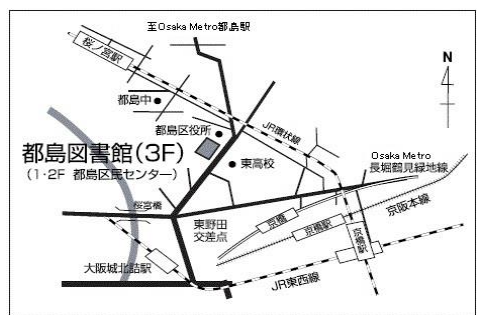 至Osaka Metro都島駅
桜ノ宮駅
N
都島中
都島区役所
JR環状線
都島図書館(3F)
(1・2F 都島区民センター)
東高校
Osaka Metro
長堀鶴見緑地線
桜宮橋
東野田
交差点
京橋
京橋駅
京阪本線
京橋駅
大阪城北詰駅
JR東西線